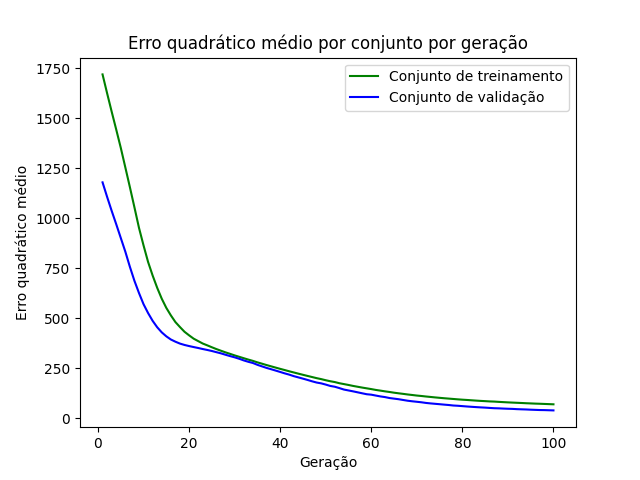 Erro quadrático médio por conjunto por geração
Conjunto de treinamento
Conjunto de validação
Erro quadrático médio
1750
1500
1250
1000
750
500
250
0
0 20 40 60 80 100
Geração